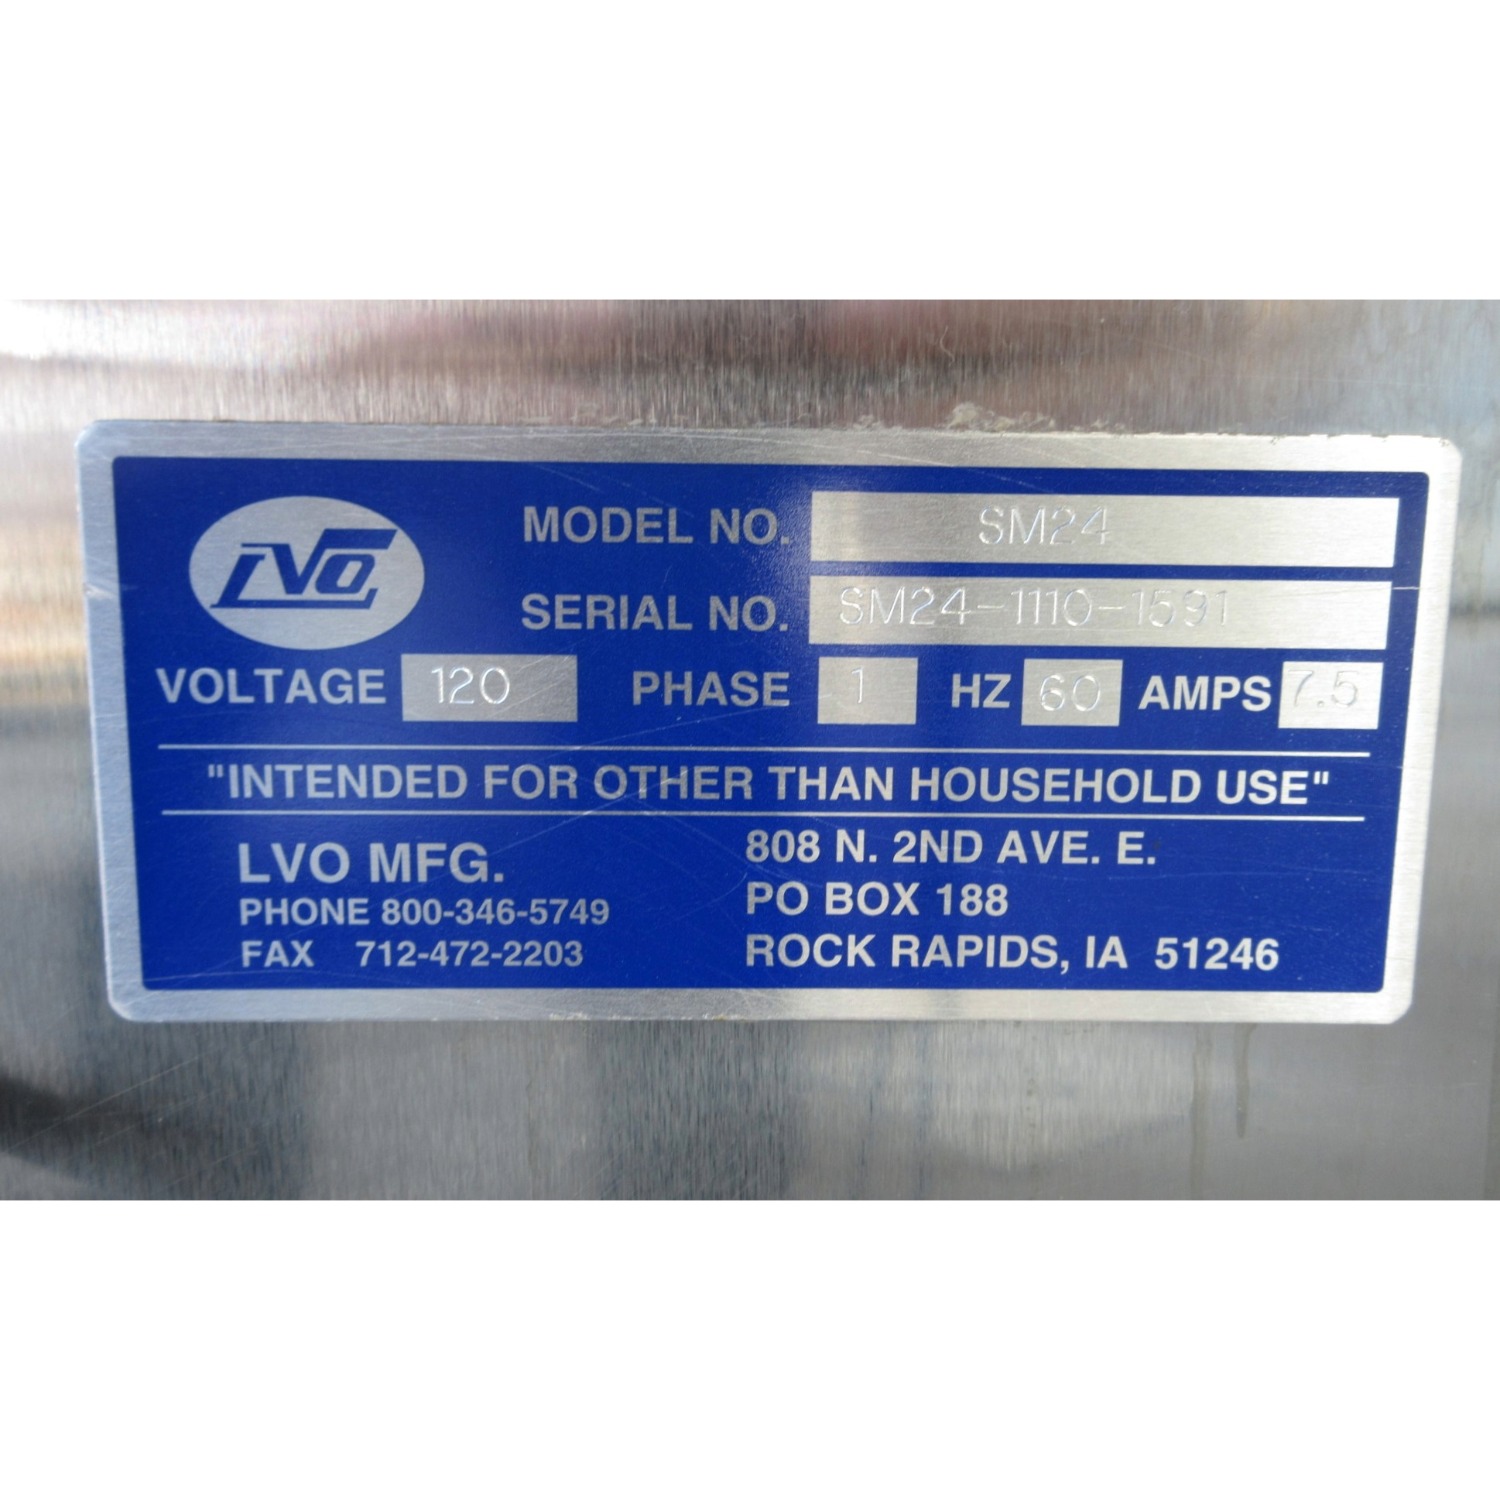 LVO
MODEL NO. SM24
SERIAL NO. SM24-1110-1591
VOLTAGE 120 PHASE 1 HZ 60 AMPS 7.5
"INTENDED FOR OTHER THAN HOUSEHOLD USE"
LVO MFG.
PHONE 800-346-5749
FAX 712-472-2203
808 N. 2ND AVE. E.
PO BOX 188
ROCK RAPIDS, IA 51246